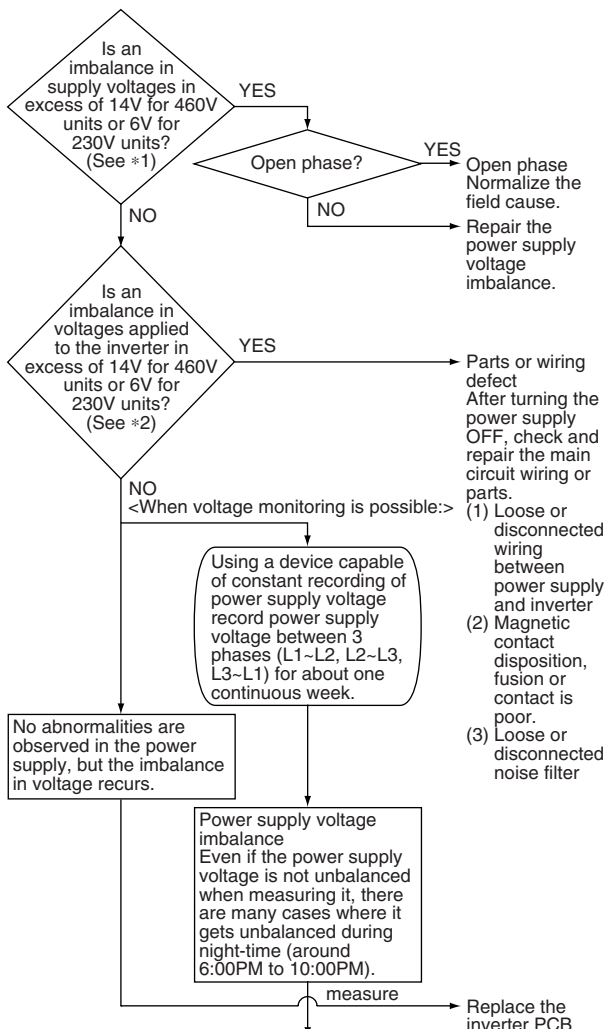 Is an
imbalance in
supply voltages in
excess of 14V for 460V
units or 6V for
230V units?
(See *1)
YES
Open phase?
YES
Open phase
Normalize the
field cause.
NO
Repair the
power supply
voltage
imbalance.
NO
Is an
imbalance in
voltages applied
to the inverter in
excess of 14V for 460V
units or 6V for
230V units?
(See *2)
YES
Parts or wiring
defect
After turning the
power supply
OFF, check and
repair the main
circuit wiring or
parts.
(1) Loose or
disconnected
wiring
between
power supply
and inverter
(2) Magnetic
contact
disposition,
fusion or
contact is
poor.
(3) Loose or
disconnected
noise filter
NO
<When voltage monitoring is possible:>
Using a device capable
of constant recording of
power supply voltage
record power supply
voltage between 3
phases (L1~L2, L2~L3,
L3~L1) for about one
continuous week.
No abnormalities are
observed in the power
supply, but the imbalance
in voltage recurs.
Power supply voltage
imbalance
Even if the power supply
voltage is not unbalanced
when measuring it, there
are many cases where it
gets unbalanced during
night-time (around
6:00PM to 10:00PM).
measure
Replace the
inverter PCB